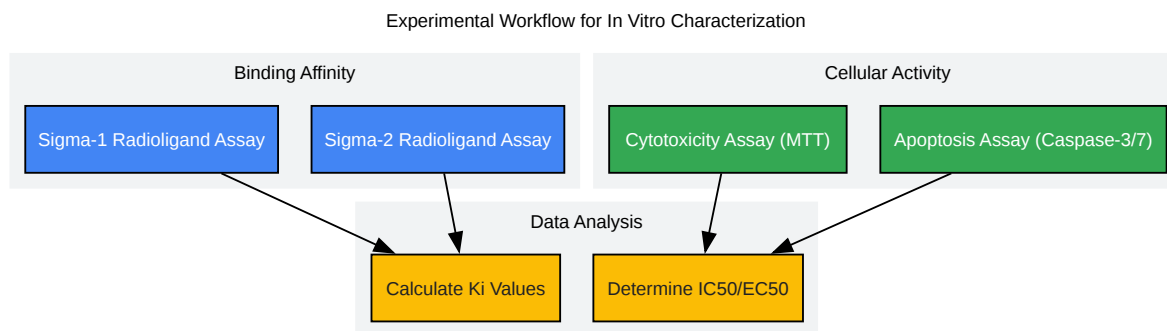 Experimental Workflow for In Vitro Characterization
Binding Affinity
Cellular Activity
Sigma-1 Radioligand Assay
Sigma-2 Radioligand Assay
Cytotoxicity Assay (MTT)
Apoptosis Assay (Caspase-3/7)
Data Analysis
Calculate Ki Values
Determine IC50/EC50